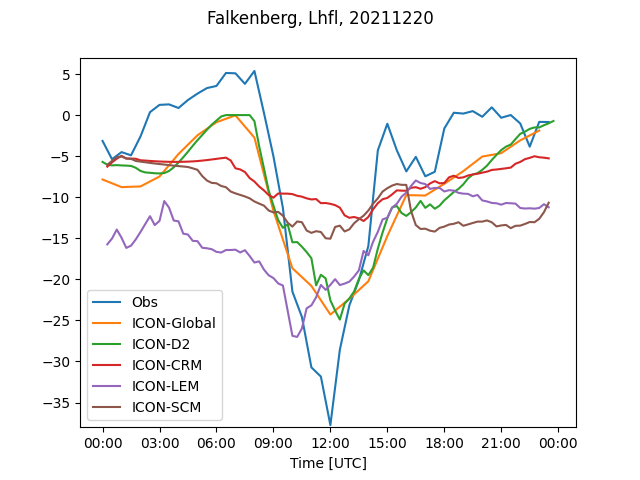 Falkenberg, Lhfl, 20211220
5
0
−5
−10
−15
−20
−25
−30
−35
Obs
ICON-Global
ICON-D2
ICON-CRM
ICON-LEM
ICON-SCM
00:00 03:00 06:00 09:00 12:00 15:00 18:00 21:00 00:00
Time [UTC]